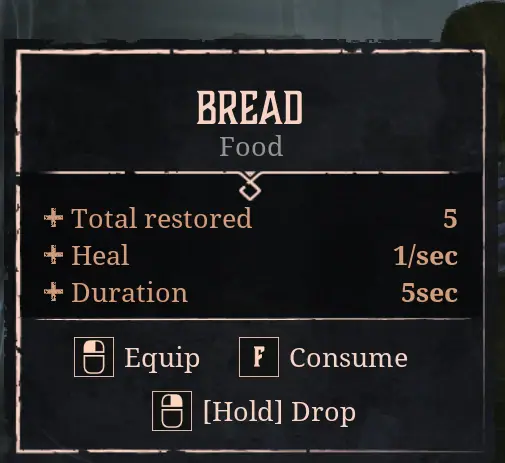 BREAD
Food
Total restored 5
Heal 1/sec
Duration 5sec
Equip F Consume
[Hold] Drop